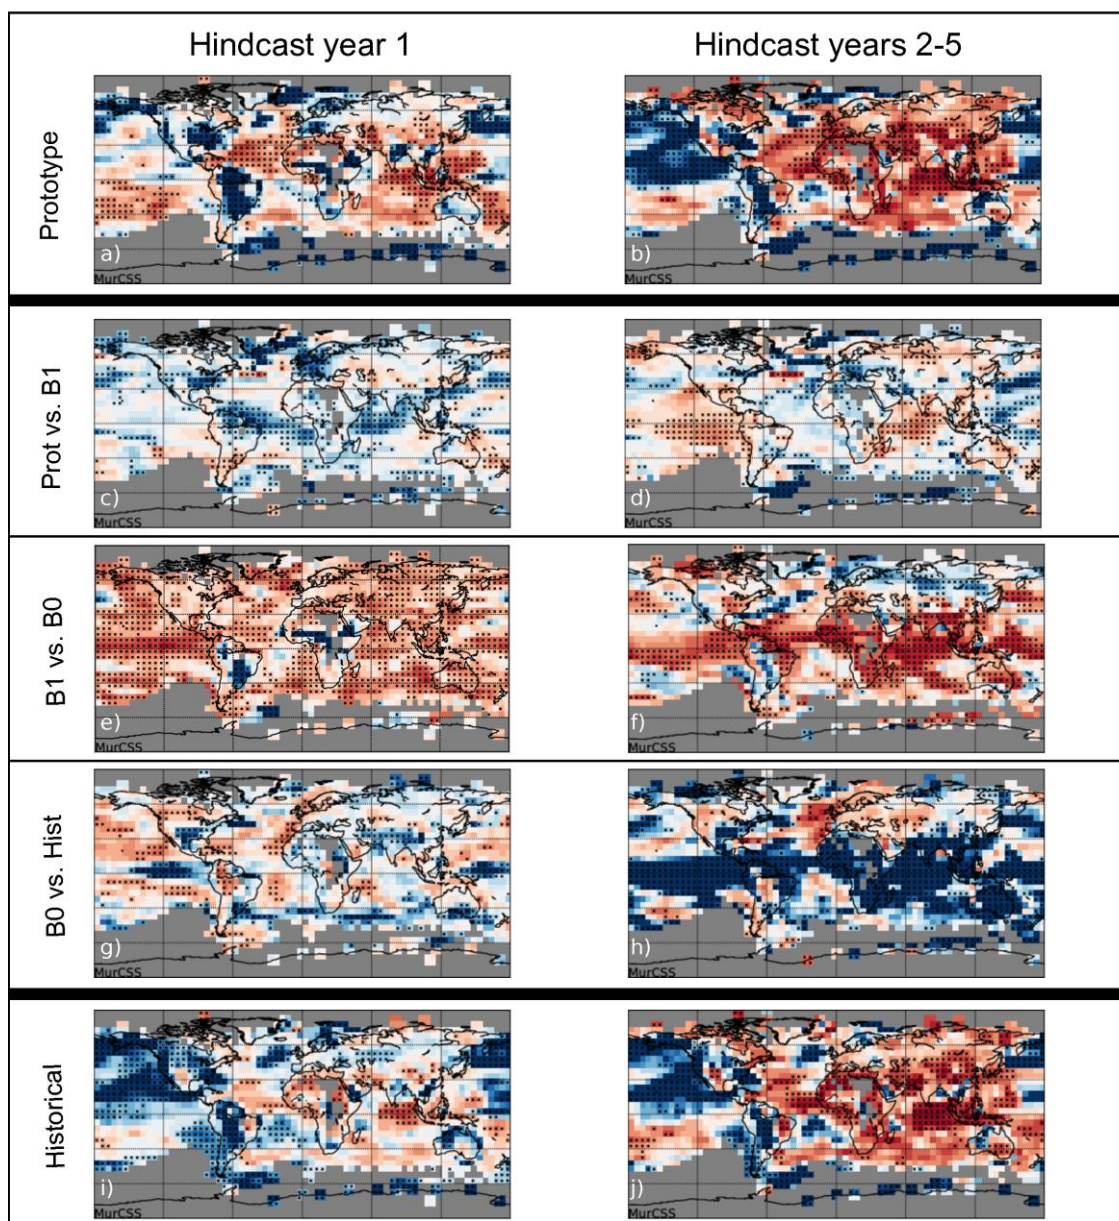 Hindcast year 1 Hindcast years 2-5
Prototype
a) MurCSS
b) MurCSS
Prot vs. B1
c) MurCSS
d) MurCSS
B1 vs. B0
e) MurCSS
f) MurCSS
B0 vs. Hist
g) MurCSS
h) MurCSS
Historical
i) MurCSS
j) MurCSS